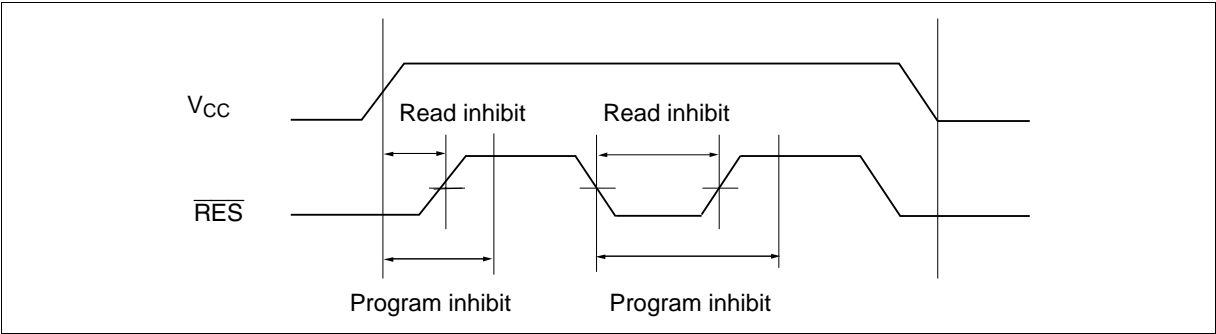 VCC
Read inhibit Read inhibit
RES
Program inhibit Program inhibit